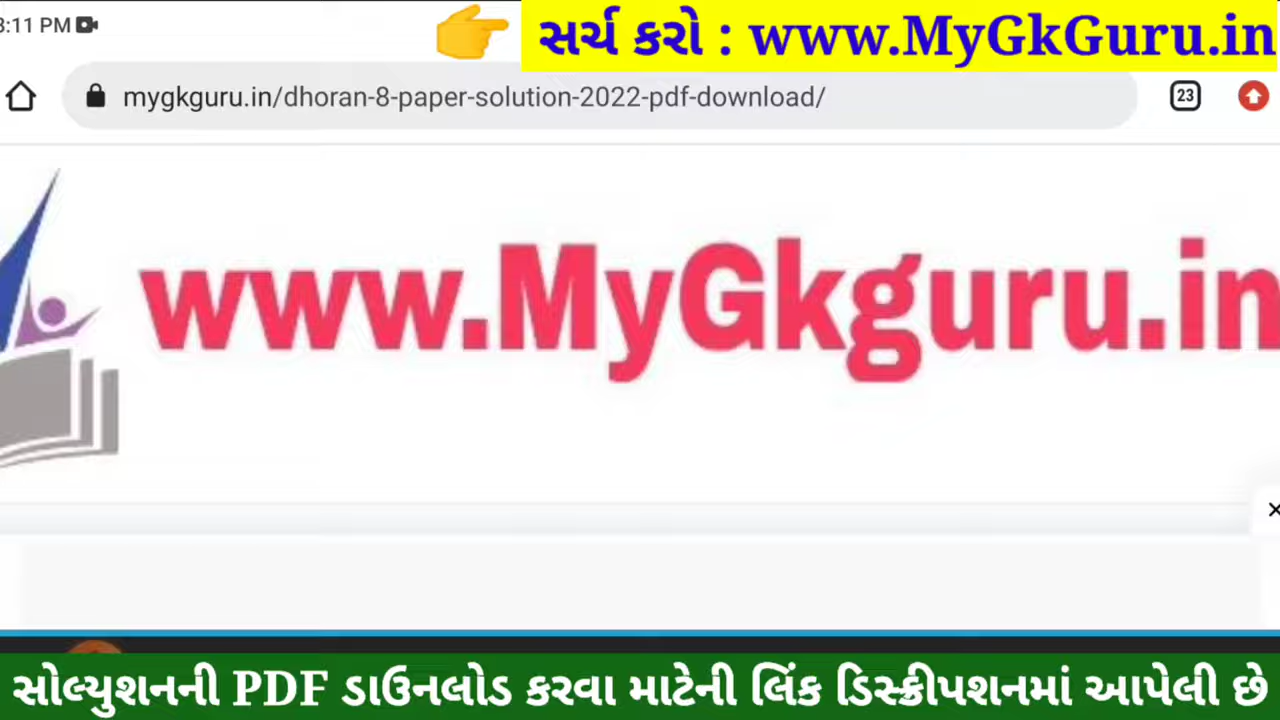 8:11 PM
👉 સર્ચ કરો : www.MyGkGuru.in
mygkguru.in/dhoran-8-paper-solution-2022-pdf-download/
23
www.MyGkguru.in
સોલ્યુશનની PDF ડાઉનલોડ કરવા માટેની લિંક ડિસ્ક્રીપશનમાં આપેલી છે